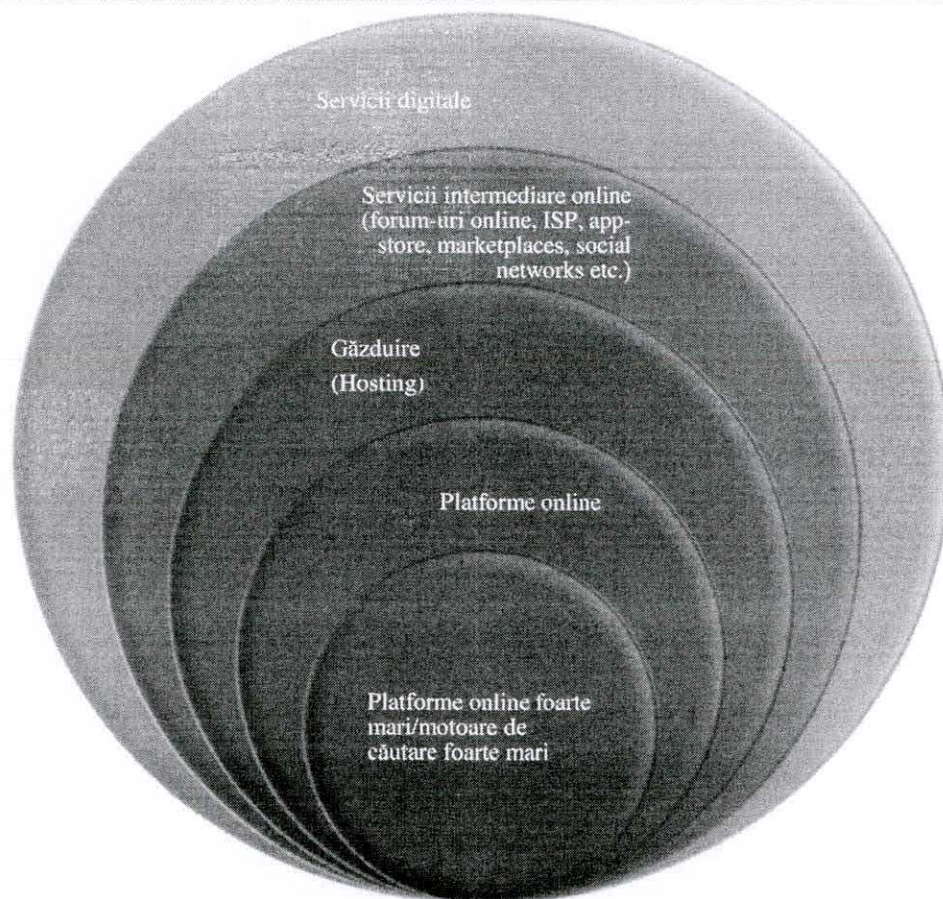 Servicii digitale
Servicii intermediare online
(forum-uri online, ISP, app-
store, marketplaces, social
networks etc.)
Găzduire
(Hosting)
Platforme online
Platforme online foarte
mari/motoare de
căutare foarte mari